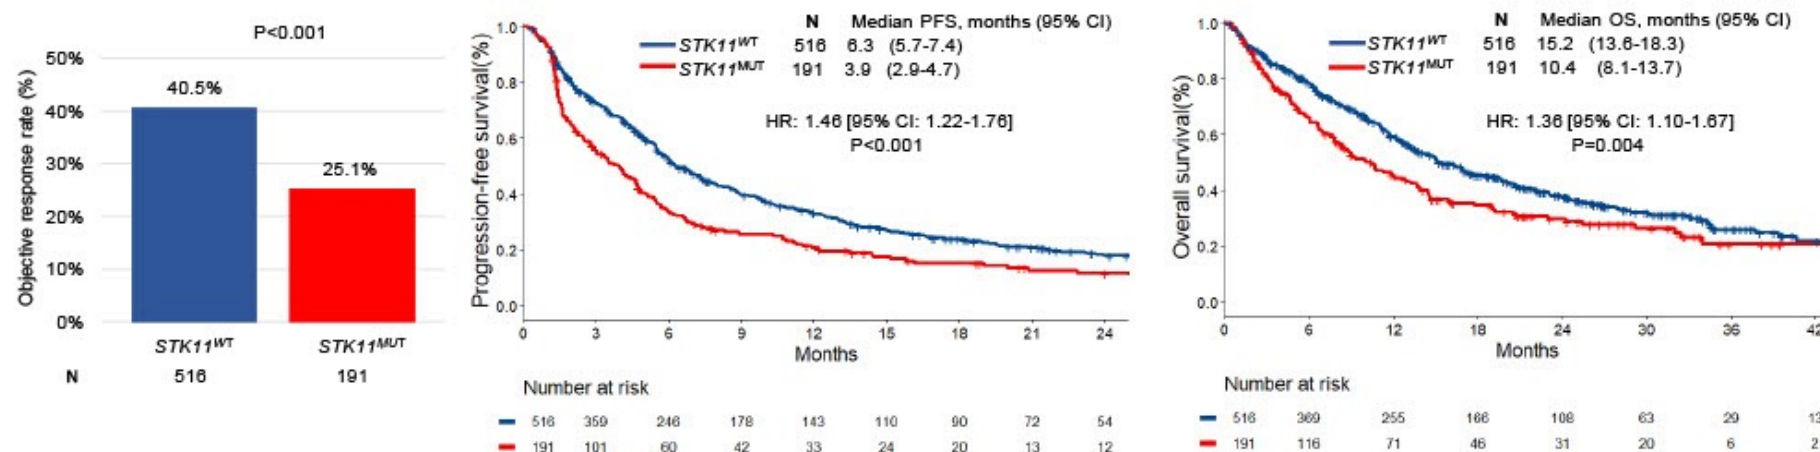 P<0.001
Objective response rate (%)
50%
40%
30%
20%
10%
0%
40.5%
25.1%
STK11WT
STK11MUT
N 516 191
Progression-free survival(%)
1.0
0.8
0.6
0.4
0.2
0.0
N Median PFS, months (95% CI)
STK11WT 516 6.3 (5.7-7.4)
STK11MUT 191 3.9 (2.9-4.7)
HR: 1.46 [95% CI: 1.22-1.76]
P<0.001
0 3 6 9 12 15 18 21 24
Months
Number at risk
516 359 246 178 143 110 90 72 54
191 101 60 42 33 24 20 13 12
Overall survival(%)
1.0
0.8
0.6
0.4
0.2
0.0
N Median OS, months (95% CI)
STK11WT 516 15.2 (13.6-18.3)
STK11MUT 191 10.4 (8.1-13.7)
HR: 1.36 [95% CI: 1.10-1.67]
P=0.004
0 6 12 18 24 30 36 42
Months
Number at risk
516 369 255 166 108 63 29 13
191 116 71 46 31 20 6 2